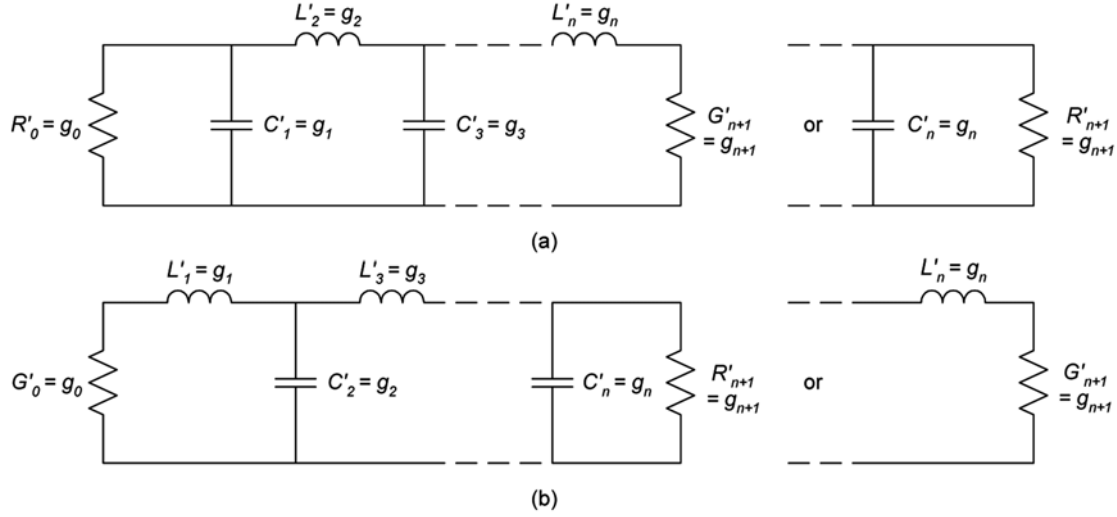 L'2 = g2
L'n = gn
R'0 = g0
C'1 = g1
C'3 = g3
G'n+1
= gn+1
or
C'n = gn
R'n+1
= gn+1
(a)
L'1 = g1
L'3 = g3
L'n = gn
G'0 = g0
C'2 = g2
C'n = gn
R'n+1
= gn+1
or
G'n+1
= gn+1
(b)